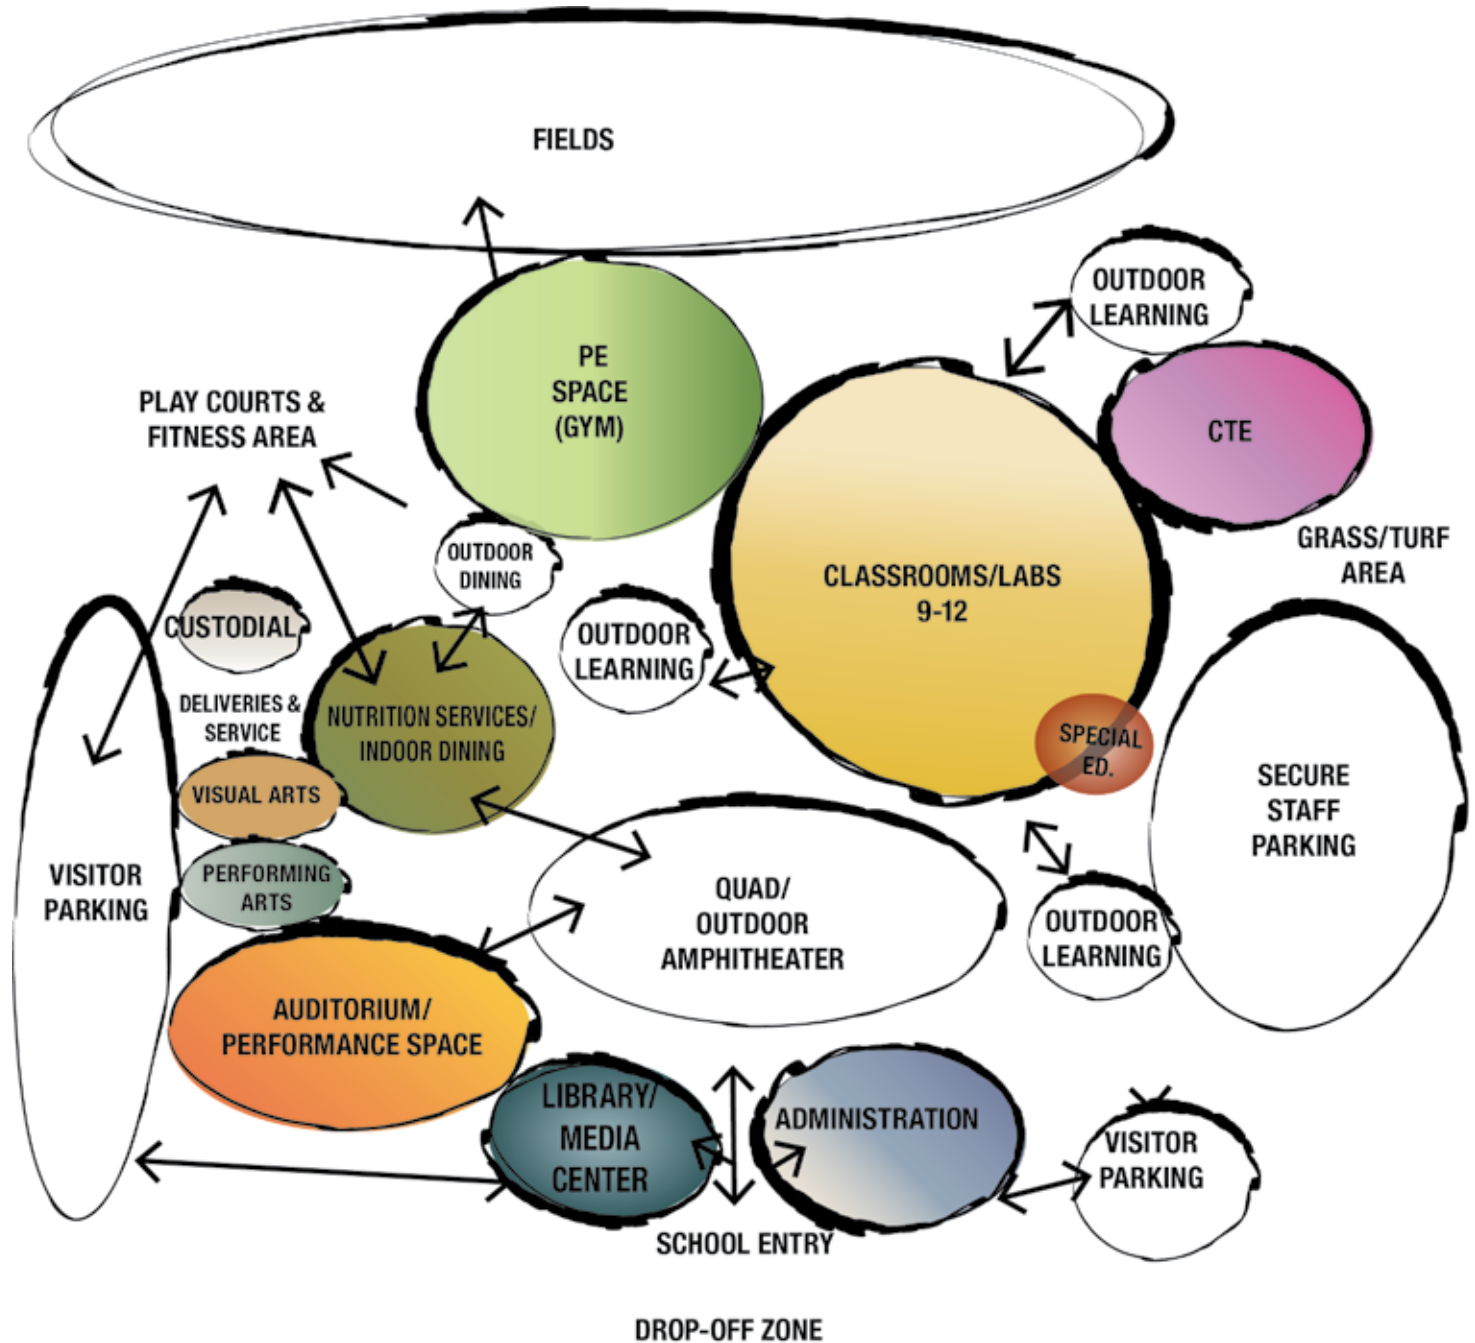 FIELDS
OUTDOOR
LEARNING
PE
SPACE
(GYM)
PLAY COURTS &
FITNESS AREA
CTE
GRASS/TURF
AREA
OUTDOOR
DINING
CLASSROOMS/LABS
9-12
CUSTODIAL
OUTDOOR
LEARNING
DELIVERIES &
SERVICE
NUTRITION SERVICES/
INDOOR DINING
SPECIAL
ED.
VISUAL ARTS
SECURE
STAFF
PARKING
VISITOR
PARKING
PERFORMING
ARTS
QUAD/
OUTDOOR
AMPHITHEATER
OUTDOOR
LEARNING
AUDITORIUM/
PERFORMANCE SPACE
LIBRARY/
MEDIA
CENTER
ADMINISTRATION
VISITOR
PARKING
SCHOOL ENTRY
DROP-OFF ZONE